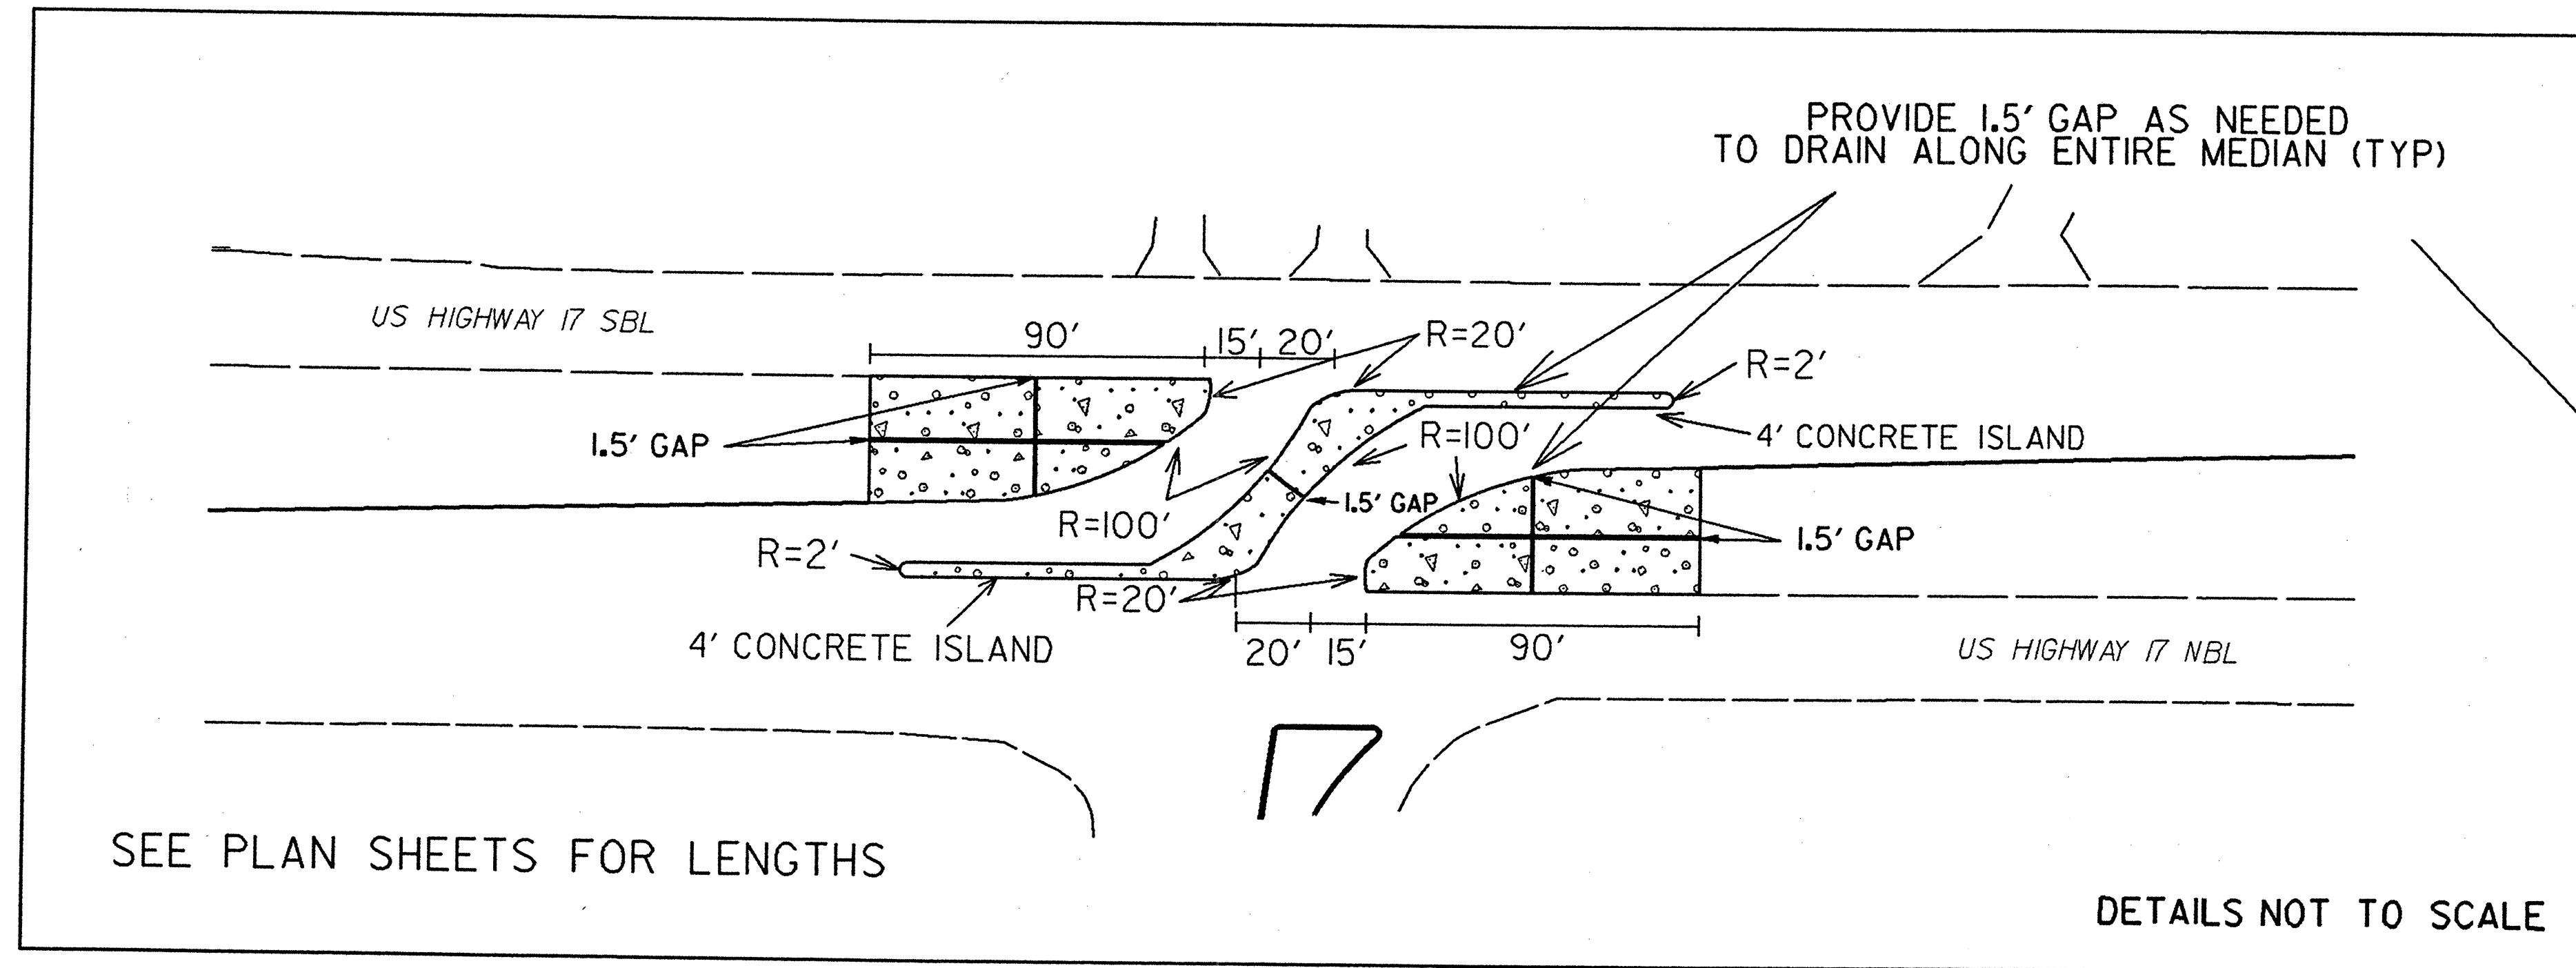 PROVIDE 1.5' GAP AS NEEDED
TO DRAIN ALONG ENTIRE MEDIAN (TYP)
US HIGHWAY 17 SBL
90'
15'
20'
R=20'
R=2'
1.5' GAP
R=100'
4' CONCRETE ISLAND
R=100'
1.5' GAP
R=2'
1.5' GAP
R=20'
4' CONCRETE ISLAND
20'
15'
90'
US HIGHWAY 17 NBL
SEE PLAN SHEETS FOR LENGTHS
DETAILS NOT TO SCALE